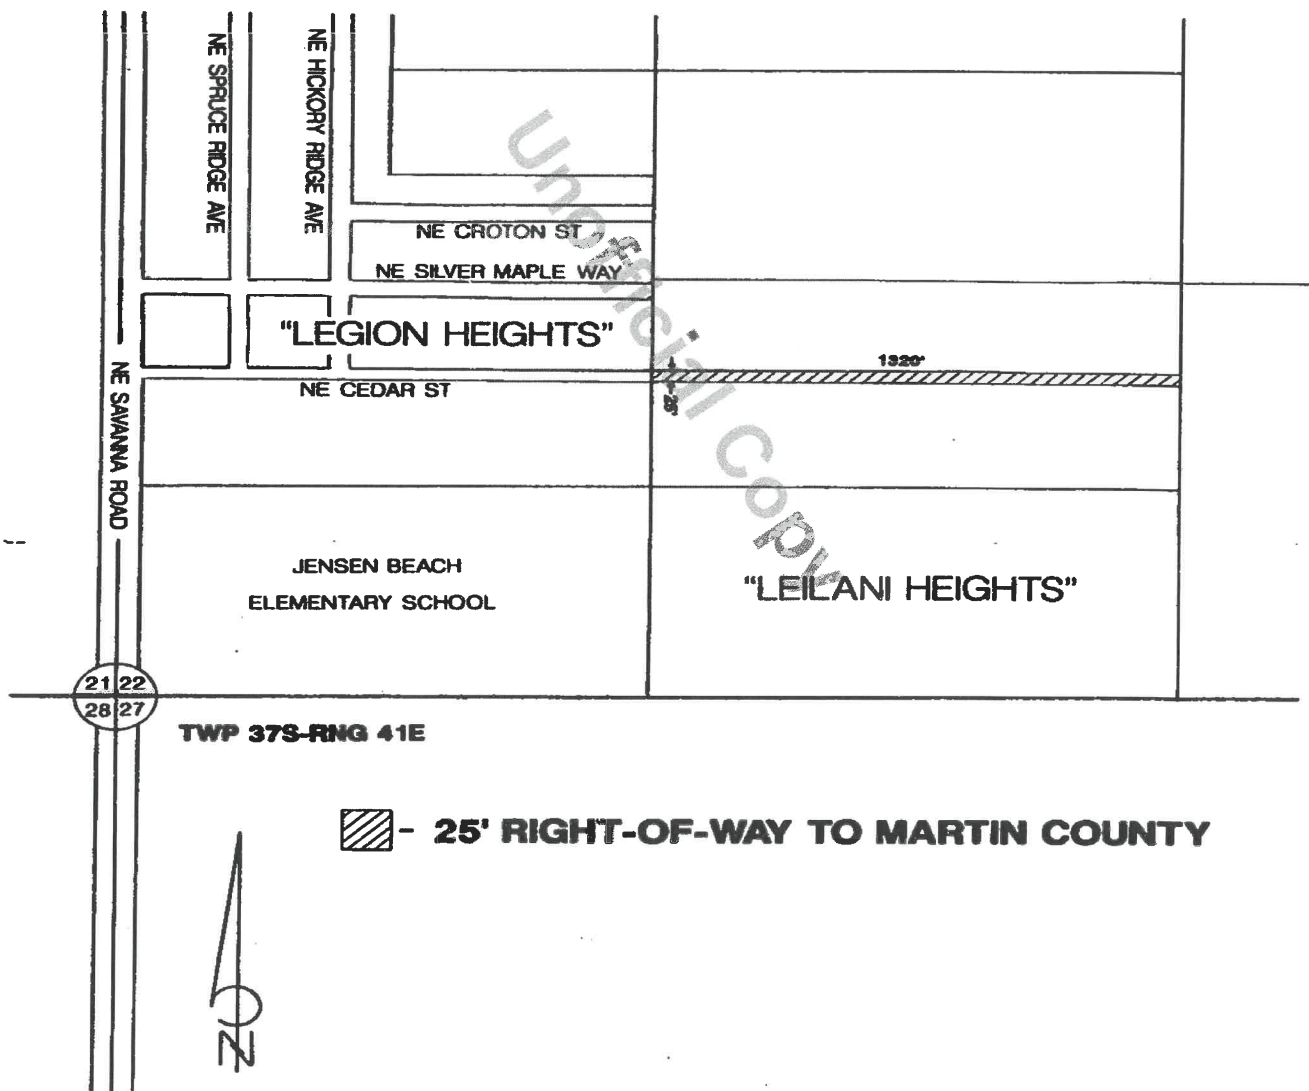 NE SPRUCE RIDGE AVE
NE HICKORY RIDGE AVE
NE CROTON ST
NE SILVER MAPLE WAY
"LEGION HEIGHTS"
1320'
25'
NE CEDAR ST
NE SAVANNA ROAD
Unofficial Copy
JENSEN BEACH
ELEMENTARY SCHOOL
"LEILANI HEIGHTS"
21 22
28 27
TWP 37S-RNG 41E
- 25' RIGHT-OF-WAY TO MARTIN COUNTY
N